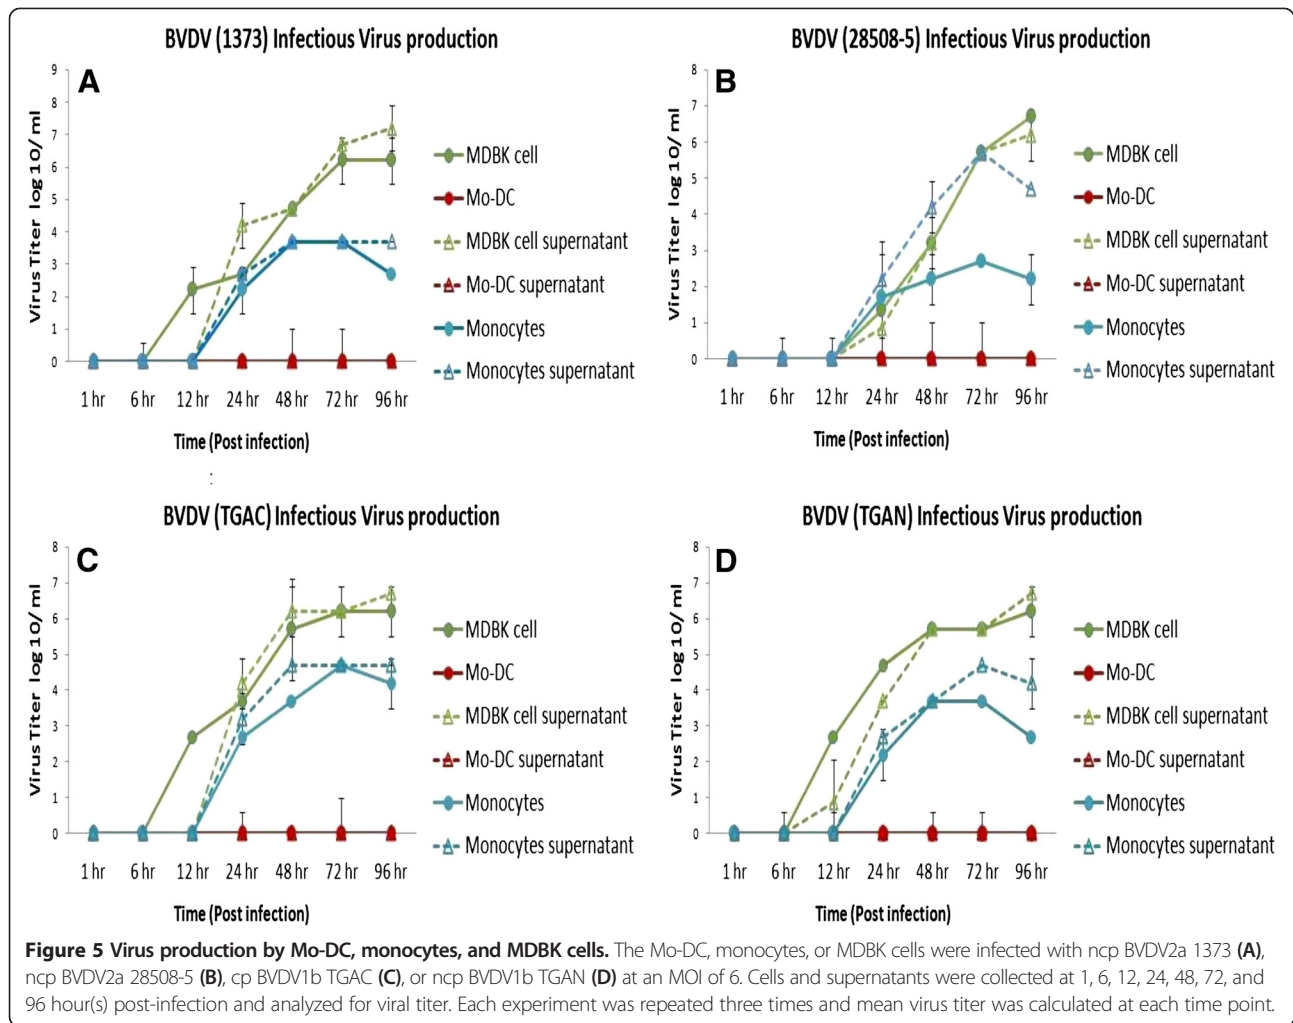 BVDV (1373) Infectious Virus production
A
Virus Titer log 10/ ml
9
8
7
6
5
4
3
2
1
0
1 hr 6 hr 12 hr 24 hr 48 hr 72 hr 96 hr
Time (Post infection)
:
MDBK cell
Mo-DC
MDBK cell supernatant
Mo-DC supernatant
Monocytes
Monocytes supernatant
BVDV (28508-5) Infectious Virus production
B
Virus Titer log 10/ ml
8
7
6
5
4
3
2
1
0
1 hr 6 hr 12 hr 24 hr 48 hr 72 hr 96 hr
Time (Post infection)
MDBK cell
Mo-DC
MDBK cell supernatant
Mo-DC supernatant
Monocytes
Monocytes supernatant
BVDV (TGAC) Infectious Virus production
C
Virus Titer log 10/ ml
8
7
6
5
4
3
2
1
0
1 hr 6 hr 12 hr 24 hr 48 hr 72 hr 96 hr
Time (Post infection)
MDBK cell
Mo-DC
MDBK cell supernatant
Mo-DC supernatant
Monocytes
Monocytes supernatant
BVDV (TGAN) Infectious Virus production
D
Virus Titer log 10/ ml
8
7
6
5
4
3
2
1
0
1 hr 6 hr 12 hr 24 hr 48 hr 72 hr 96 hr
Time (Post infection)
MDBK cell
Mo-DC
MDBK cell supernatant
Mo-DC supernatant
Monocytes
Monocytes supernatant
Figure 5 Virus production by Mo-DC, monocytes, and MDBK cells. The Mo-DC, monocytes, or MDBK cells were infected with ncp BVDV2a 1373 (A),
ncp BVDV2a 28508-5 (B), cp BVDV1b TGAC (C), or ncp BVDV1b TGAN (D) at an MOI of 6. Cells and supernatants were collected at 1, 6, 12, 24, 48, 72, and
96 hour(s) post-infection and analyzed for viral titer. Each experiment was repeated three times and mean virus titer was calculated at each time point.